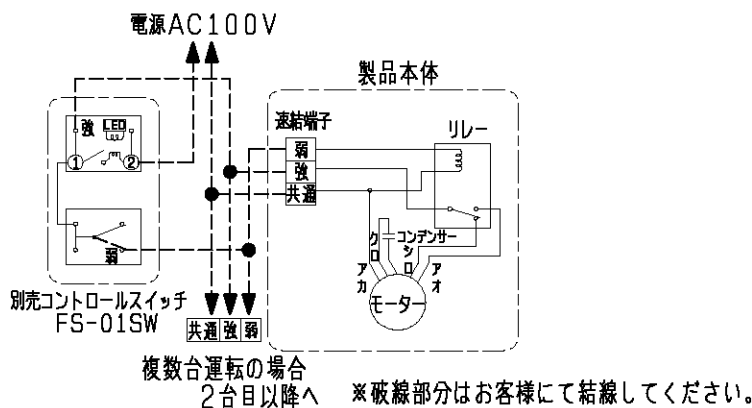 電源AC100V
製品本体
強
LED
① ②
弱
別売コントロールスイッチ
FS-01SW
速結端子
弱
強
共通
リレー
コンデンサー
クロ
シロ
アカ
アオ
モーター
共通 強 弱
複数台運転の場合
2台目以降へ
※破線部分はお客様にて結線してください。